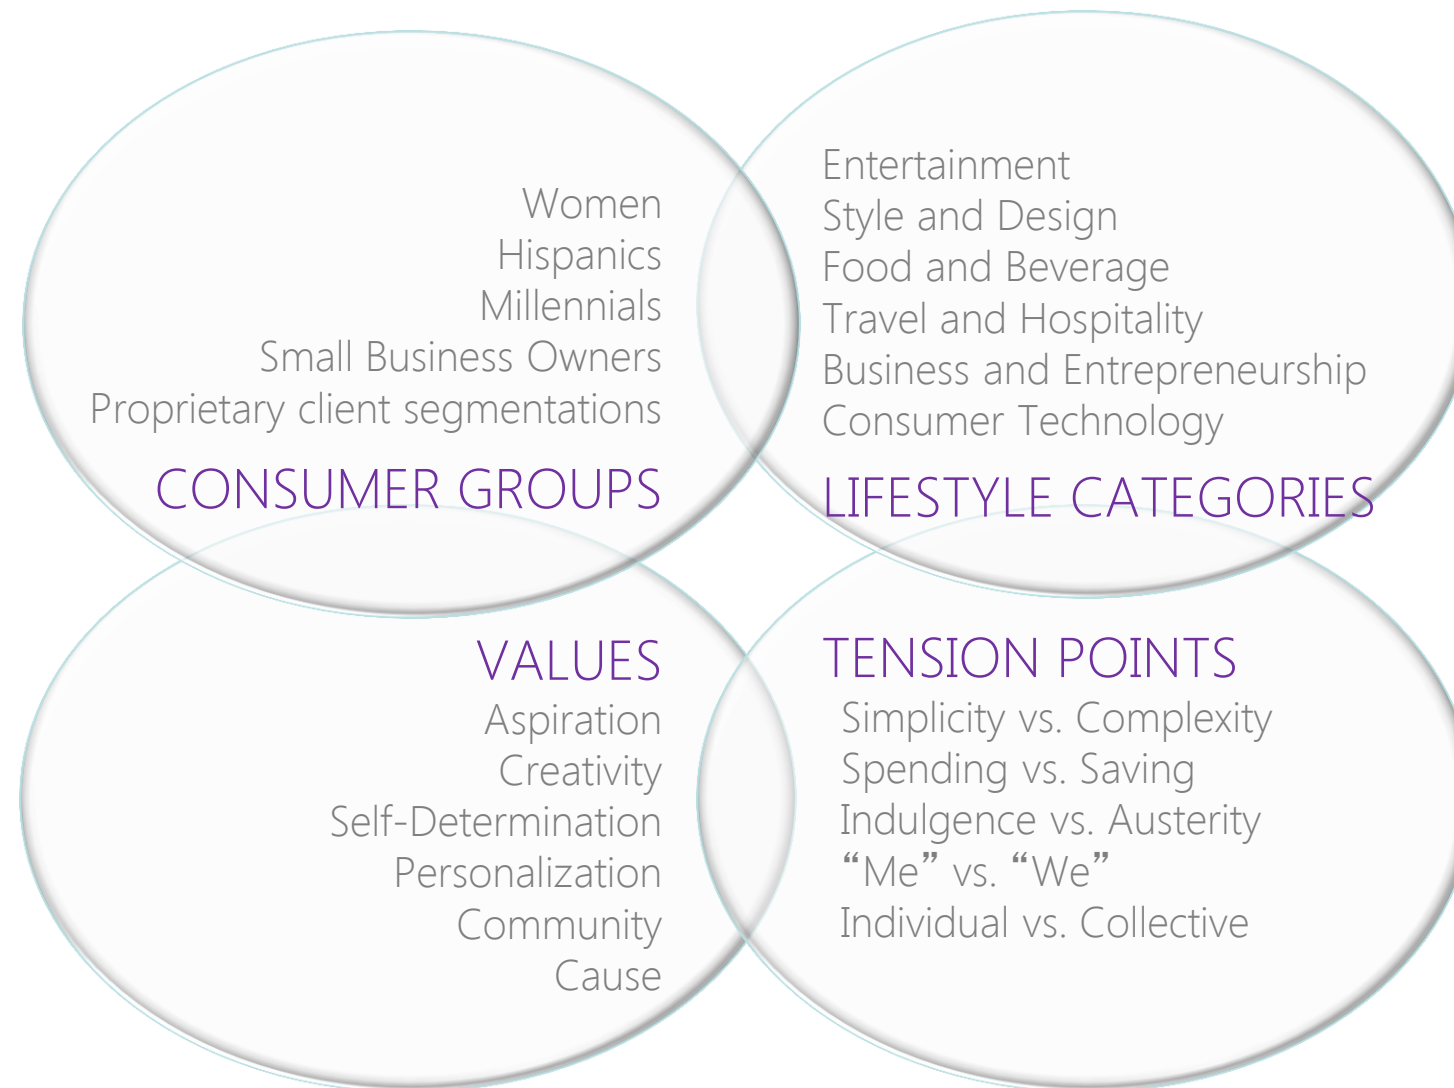 Women
Hispanics
Millennials
Small Business Owners
Proprietary client segmentations
CONSUMER GROUPS
Entertainment
Style and Design
Food and Beverage
Travel and Hospitality
Business and Entrepreneurship
Consumer Technology
LIFESTYLE CATEGORIES
VALUES
Aspiration
Creativity
Self-Determination
Personalization
Community
Cause
TENSION POINTS
Simplicity vs. Complexity
Spending vs. Saving
Indulgence vs. Austerity
“Me” vs. “We”
Individual vs. Collective